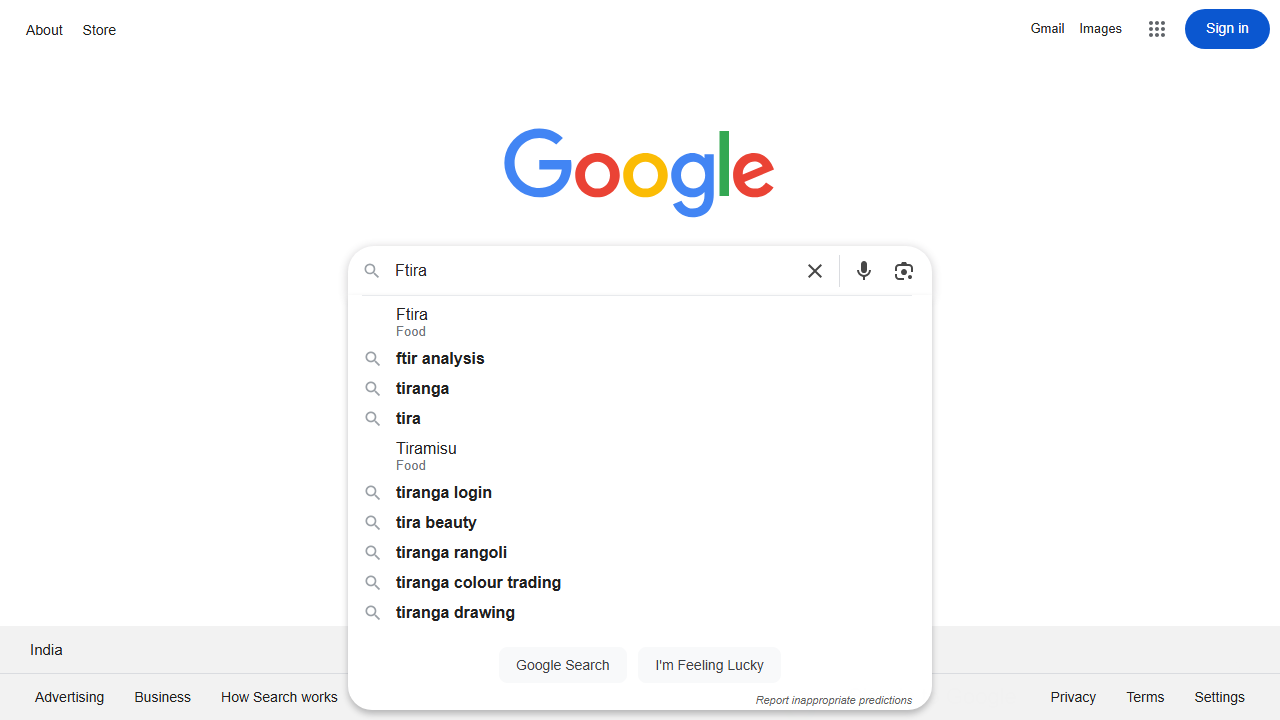 About Store
Gmail Images Sign in
Google
Ftira
Ftira
Food
ftir analysis
tiranga
tira
Tiramisu
Food
tiranga login
tira beauty
tiranga rangoli
tiranga colour trading
tiranga drawing
Google Search I'm Feeling Lucky
Report inappropriate predictions
India
Advertising Business How Search works
Privacy Terms Settings